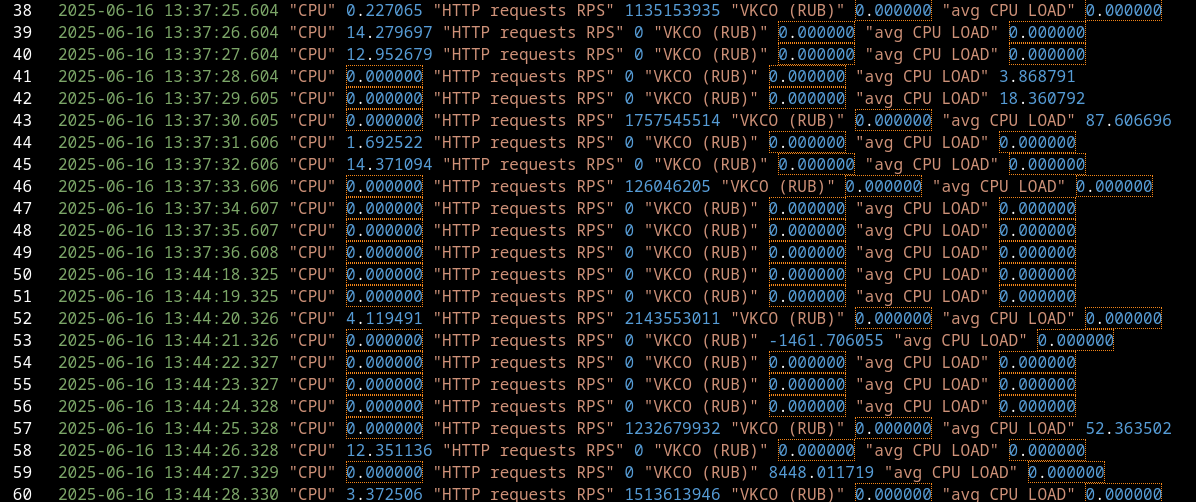 38 2025-06-16 13:37:25.604 "CPU" 0.227065 "HTTP requests RPS" 1135153935 "VKCO (RUB)" 0.000000 "avg CPU LOAD" 0.000000
39 2025-06-16 13:37:26.604 "CPU" 14.279697 "HTTP requests RPS" 0 "VKCO (RUB)" 0.000000 "avg CPU LOAD" 0.000000
40 2025-06-16 13:37:27.604 "CPU" 12.952679 "HTTP requests RPS" 0 "VKCO (RUB)" 0.000000 "avg CPU LOAD" 0.000000
41 2025-06-16 13:37:28.604 "CPU" 0.000000 "HTTP requests RPS" 0 "VKCO (RUB)" 0.000000 "avg CPU LOAD" 3.868791
42 2025-06-16 13:37:29.605 "CPU" 0.000000 "HTTP requests RPS" 0 "VKCO (RUB)" 0.000000 "avg CPU LOAD" 18.360792
43 2025-06-16 13:37:30.605 "CPU" 0.000000 "HTTP requests RPS" 1757545514 "VKCO (RUB)" 0.000000 "avg CPU LOAD" 87.606696
44 2025-06-16 13:37:31.606 "CPU" 1.692522 "HTTP requests RPS" 0 "VKCO (RUB)" 0.000000 "avg CPU LOAD" 0.000000
45 2025-06-16 13:37:32.606 "CPU" 14.371094 "HTTP requests RPS" 0 "VKCO (RUB)" 0.000000 "avg CPU LOAD" 0.000000
46 2025-06-16 13:37:33.606 "CPU" 0.000000 "HTTP requests RPS" 126046205 "VKCO (RUB)" 0.000000 "avg CPU LOAD" 0.000000
47 2025-06-16 13:37:34.607 "CPU" 0.000000 "HTTP requests RPS" 0 "VKCO (RUB)" 0.000000 "avg CPU LOAD" 0.000000
48 2025-06-16 13:37:35.607 "CPU" 0.000000 "HTTP requests RPS" 0 "VKCO (RUB)" 0.000000 "avg CPU LOAD" 0.000000
49 2025-06-16 13:37:36.608 "CPU" 0.000000 "HTTP requests RPS" 0 "VKCO (RUB)" 0.000000 "avg CPU LOAD" 0.000000
50 2025-06-16 13:44:18.325 "CPU" 0.000000 "HTTP requests RPS" 0 "VKCO (RUB)" 0.000000 "avg CPU LOAD" 0.000000
51 2025-06-16 13:44:19.325 "CPU" 0.000000 "HTTP requests RPS" 0 "VKCO (RUB)" 0.000000 "avg CPU LOAD" 0.000000
52 2025-06-16 13:44:20.326 "CPU" 4.119491 "HTTP requests RPS" 2143553011 "VKCO (RUB)" 0.000000 "avg CPU LOAD" 0.000000
53 2025-06-16 13:44:21.326 "CPU" 0.000000 "HTTP requests RPS" 0 "VKCO (RUB)" -1461.706055 "avg CPU LOAD" 0.000000
54 2025-06-16 13:44:22.327 "CPU" 0.000000 "HTTP requests RPS" 0 "VKCO (RUB)" 0.000000 "avg CPU LOAD" 0.000000
55 2025-06-16 13:44:23.327 "CPU" 0.000000 "HTTP requests RPS" 0 "VKCO (RUB)" 0.000000 "avg CPU LOAD" 0.000000
56 2025-06-16 13:44:24.328 "CPU" 0.000000 "HTTP requests RPS" 0 "VKCO (RUB)" 0.000000 "avg CPU LOAD" 0.000000
57 2025-06-16 13:44:25.328 "CPU" 0.000000 "HTTP requests RPS" 1232679932 "VKCO (RUB)" 0.000000 "avg CPU LOAD" 52.363502
58 2025-06-16 13:44:26.328 "CPU" 12.351136 "HTTP requests RPS" 0 "VKCO (RUB)" 0.000000 "avg CPU LOAD" 0.000000
59 2025-06-16 13:44:27.329 "CPU" 0.000000 "HTTP requests RPS" 0 "VKCO (RUB)" 8448.011719 "avg CPU LOAD" 0.000000
60 2025-06-16 13:44:28.330 "CPU" 3.372506 "HTTP requests RPS" 1513613946 "VKCO (RUB)" 0.000000 "avg CPU LOAD" 0.000000